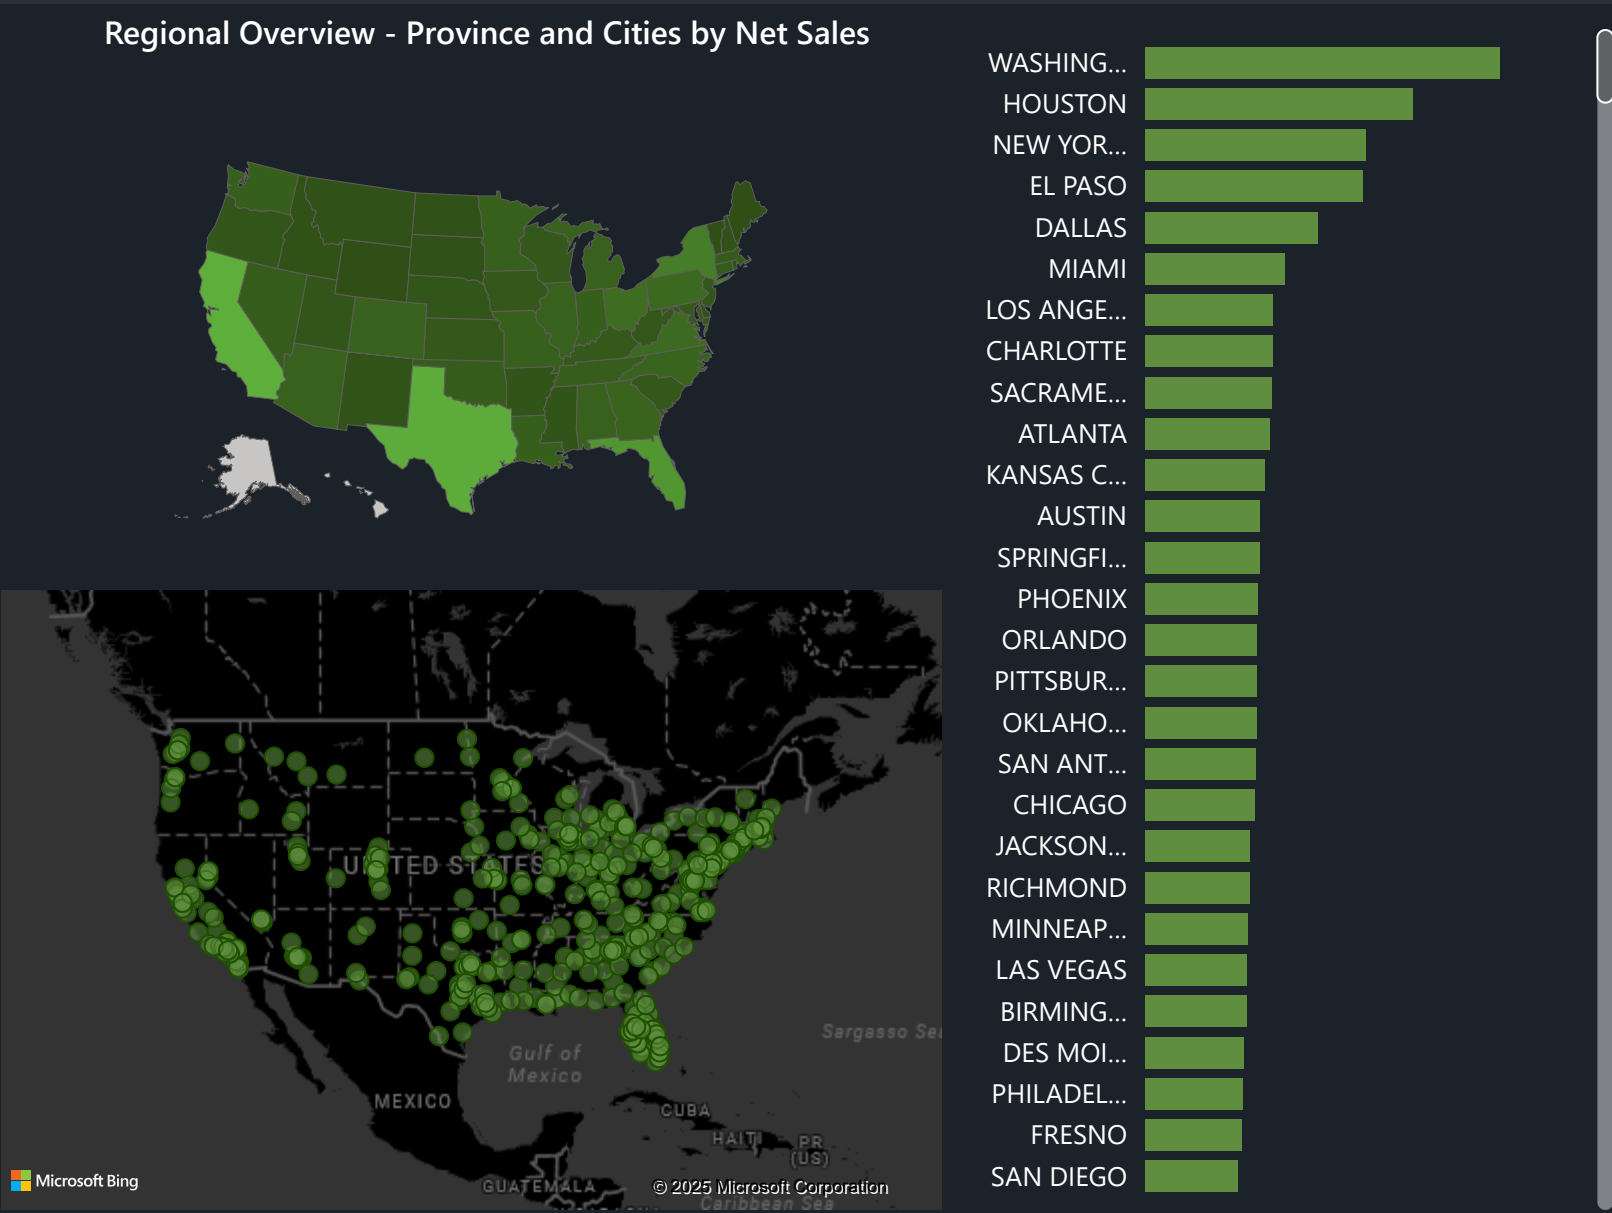 Regional Overview - Province and Cities by Net Sales
WASHING...
HOUSTON
NEW YOR...
EL PASO
DALLAS
MIAMI
LOS ANGE...
CHARLOTTE
SACRAME...
ATLANTA
KANSAS C...
AUSTIN
SPRINGFI...
PHOENIX
ORLANDO
PITTSBUR...
OKLAHO...
SAN ANT...
CHICAGO
JACKSON...
RICHMOND
MINNEAP...
LAS VEGAS
BIRMING...
DES MOI...
PHILADEL...
FRESNO
SAN DIEGO
UNITED STATES
Sargasso Sea
Gulf of
Mexico
MEXICO
CUBA
HAITI
PR
(US)
GUATEMALA
Microsoft Bing
© 2025 Microsoft Corporation
Caribbean Sea